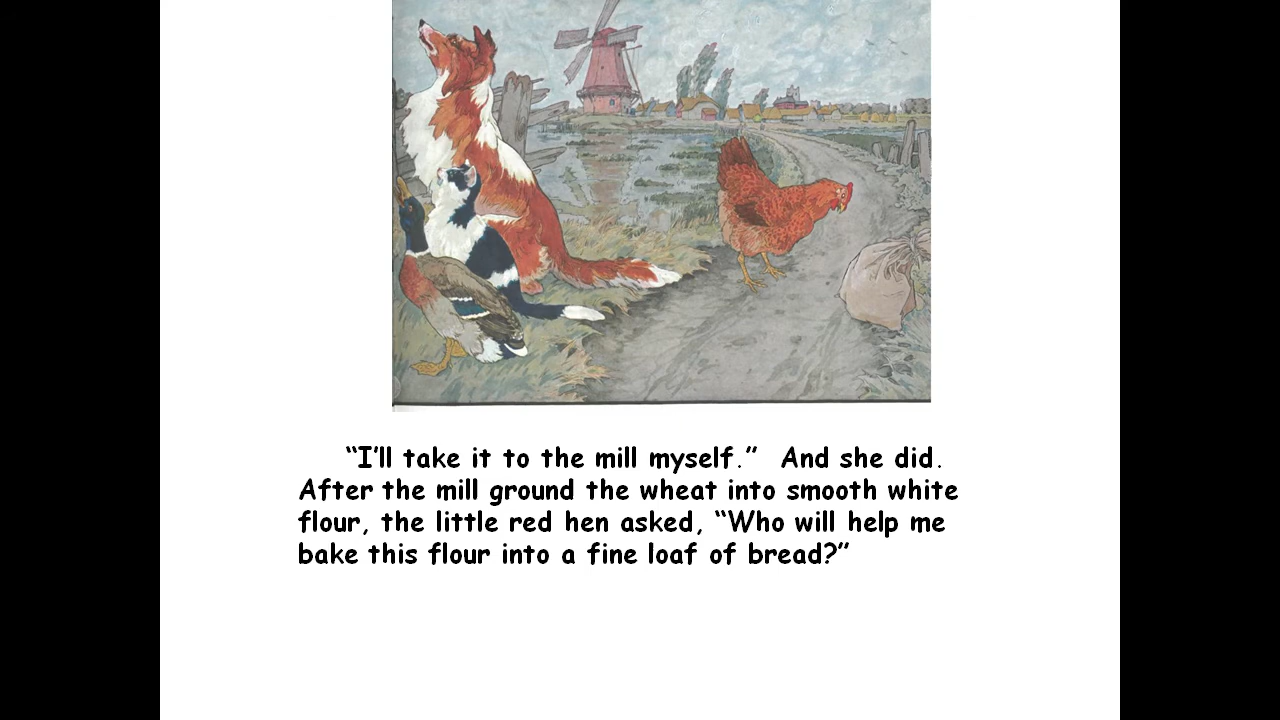 “I’ll take it to the mill myself.”  And she did.
After the mill ground the wheat into smooth white
flour, the little red hen asked, “Who will help me
bake this flour into a fine loaf of bread?”